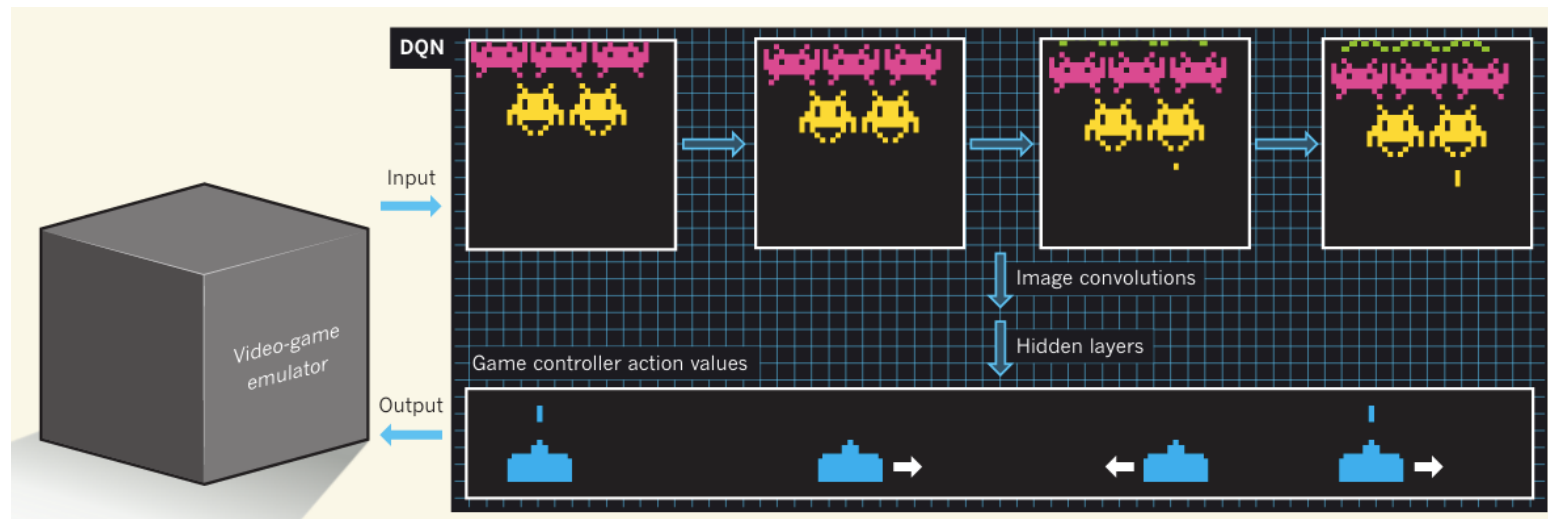 DQN
Input
Image convolutions
Video-game
emulator
Hidden layers
Game controller action values
Output